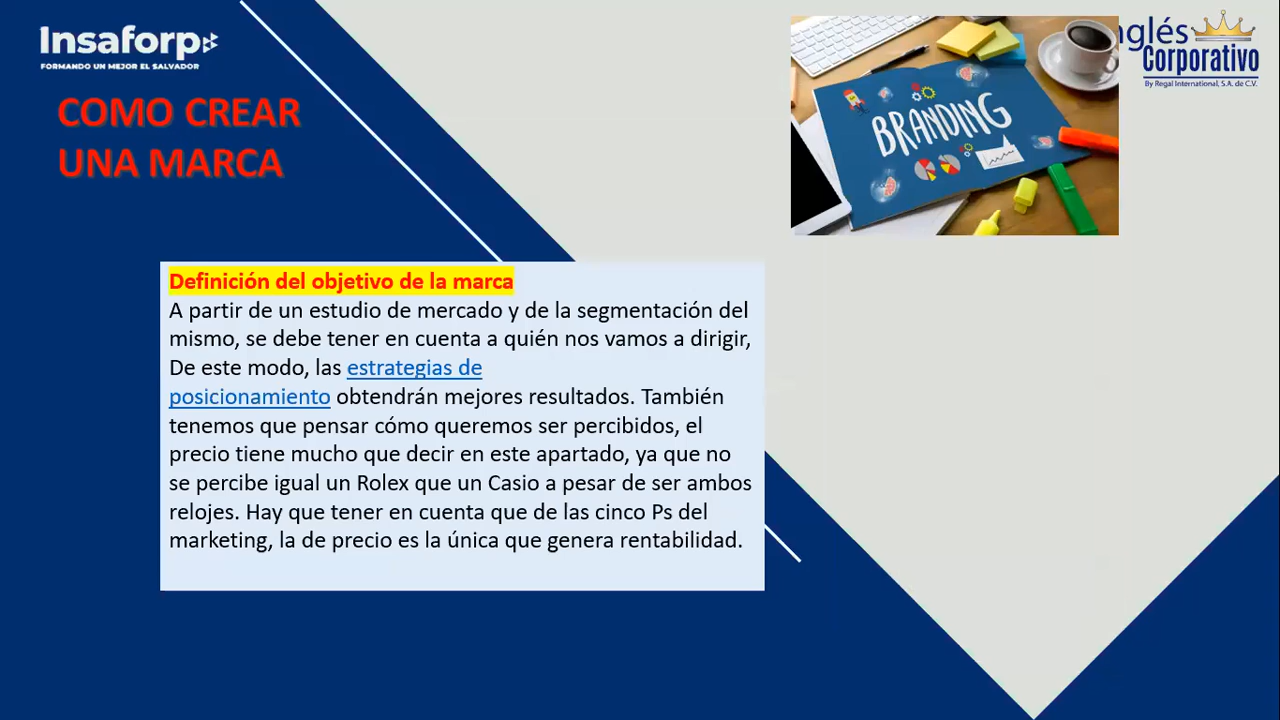 Insaforp
FORMANDO UN MEJOR EL SALVADOR
COMO CREAR
UNA MARCA
BRANDING
nglés
Corporativo
By Regal International, S.A. de C.V.
Definición del objetivo de la marca
A partir de un estudio de mercado y de la segmentación del
mismo, se debe tener en cuenta a quién nos vamos a dirigir,
De este modo, las estrategias de
posicionamiento obtendrán mejores resultados. También
tenemos que pensar cómo queremos ser percibidos, el
precio tiene mucho que decir en este apartado, ya que no
se percibe igual un Rolex que un Casio a pesar de ser ambos
relojes. Hay que tener en cuenta que de las cinco Ps del
marketing, la de precio es la única que genera rentabilidad.